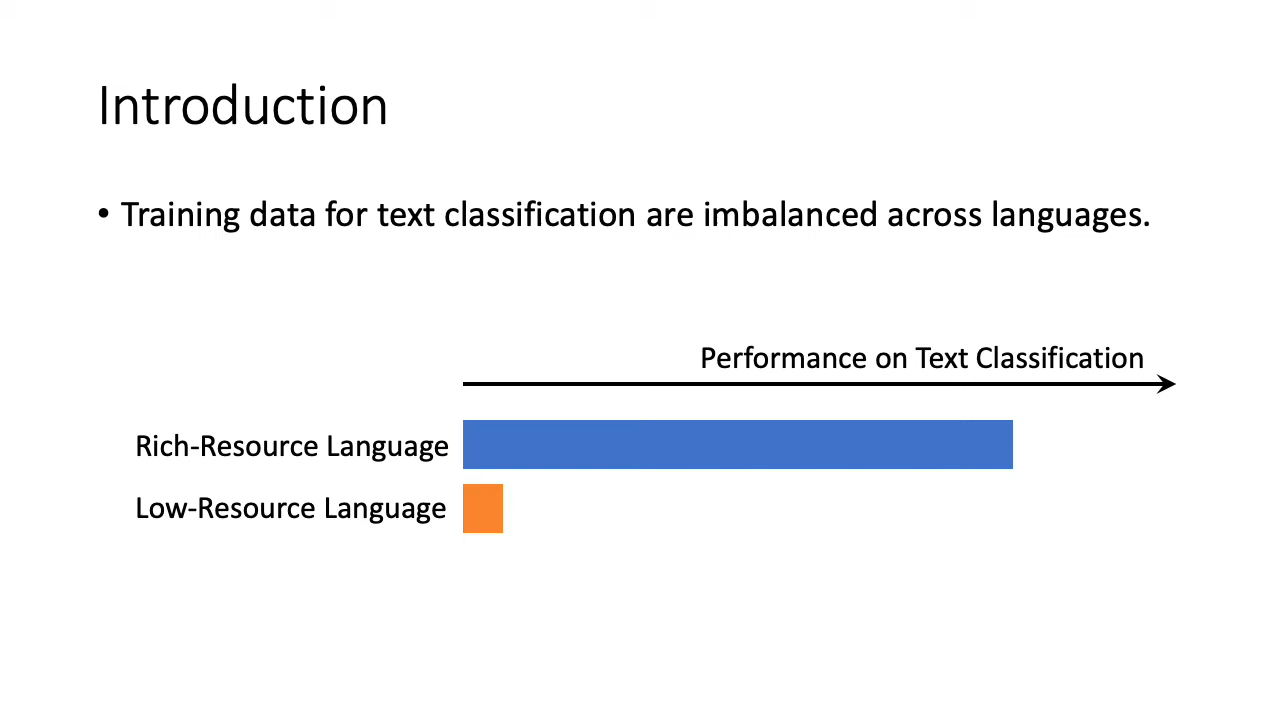 Introduction
• Training data for text classification are imbalanced across languages.
Performance on Text Classification
Rich-Resource Language
Low-Resource Language